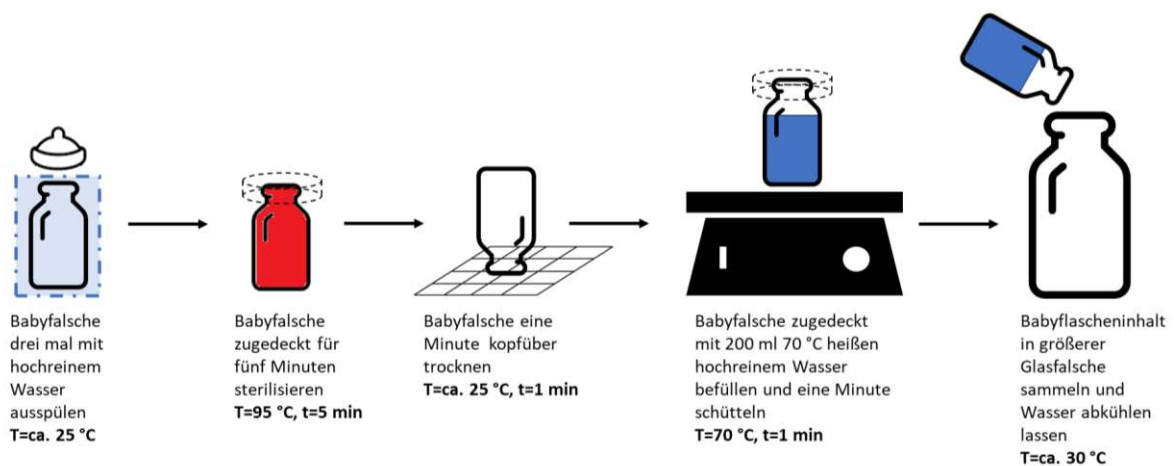 Babyfalsche
drei mal mit
hochreinem
Wasser
ausspülen
T=ca. 25 °C
Babyfalsche
zugedeckt für
fünf Minuten
sterilisieren
T=95 °C, t=5 min
Babyfalsche eine
Minute kopfüber
trocknen
T=ca. 25 °C, t=1 min
Babyfalsche zugedeckt
mit 200 ml 70 °C heißen
hochreinem Wasser
befüllen und eine Minute
schütteln
T=70 °C, t=1 min
Babyflascheninhalt
in größerer
Glasfalsche
sammeln und
Wasser abkühlen
lassen
T=ca. 30 °C